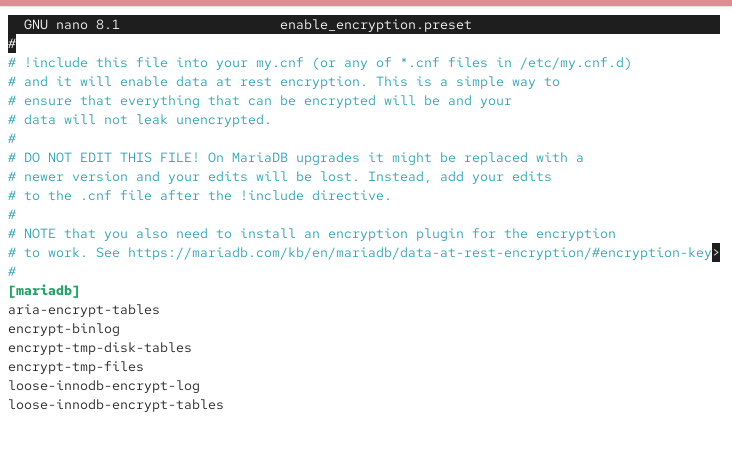 GNU nano 8.1 enable_encryption.preset
#
# !include this file into your my.cnf (or any of *.cnf files in /etc/my.cnf.d)
# and it will enable data at rest encryption. This is a simple way to
# ensure that everything that can be encrypted will be and your
# data will not leak unencrypted.
#
# DO NOT EDIT THIS FILE! On MariaDB upgrades it might be replaced with a
# newer version and your edits will be lost. Instead, add your edits
# to the .cnf file after the !include directive.
#
# NOTE that you also need to install an encryption plugin for the encryption
# to work. See https://mariadb.com/kb/en/mariadb/data-at-rest-encryption/#encryption-key>
#
[mariadb]
aria-encrypt-tables
encrypt-binlog
encrypt-tmp-disk-tables
encrypt-tmp-files
loose-innodb-encrypt-log
loose-innodb-encrypt-tables